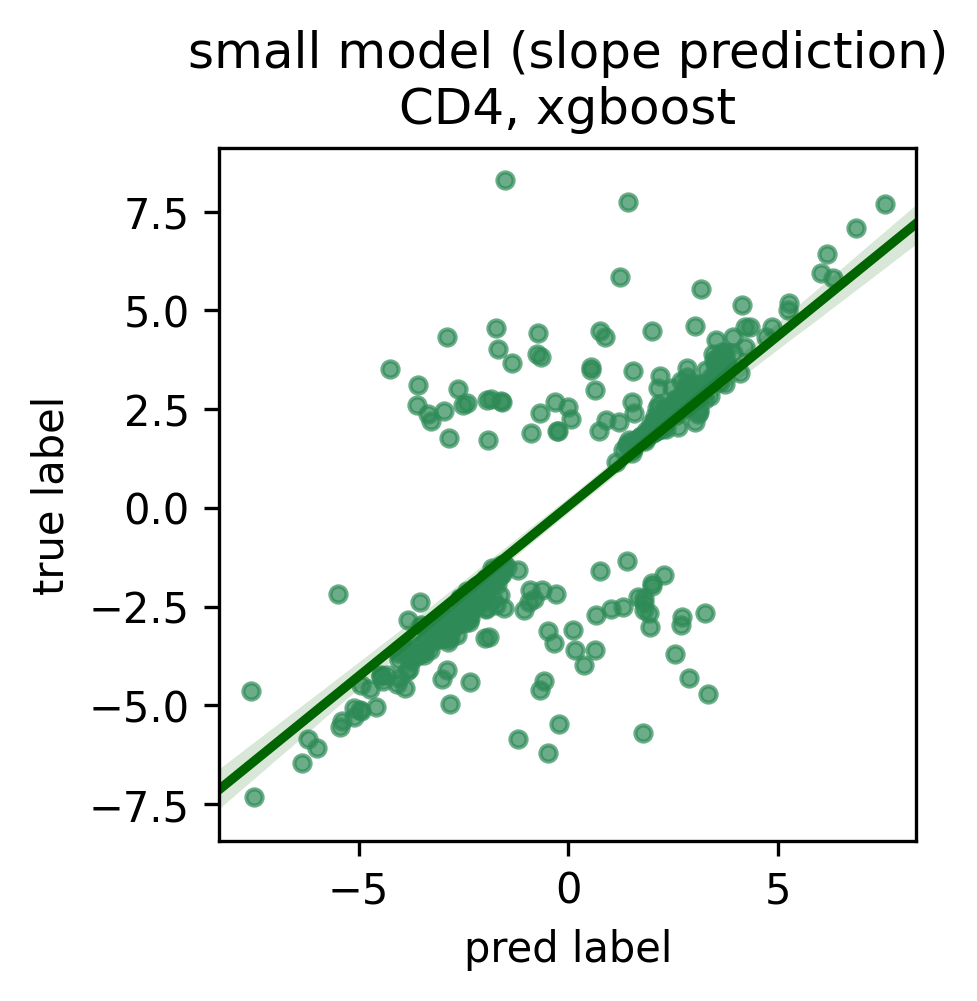 small model (slope prediction)
CD4, xgboost
7.5
5.0
2.5
0.0
−2.5
−5.0
−7.5
true label
−5
0
5
pred label